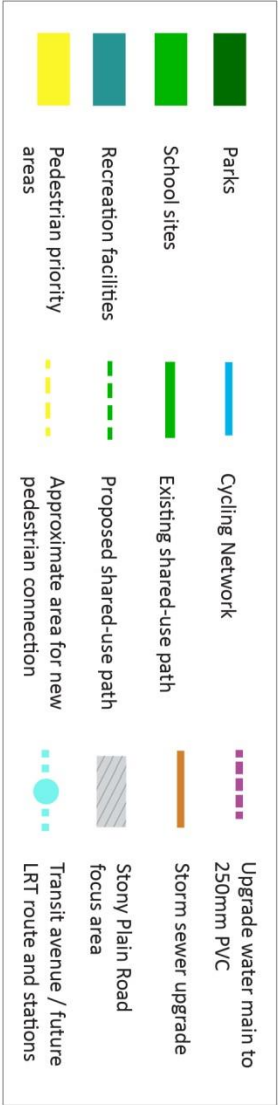 Parks
School sites
Recreation facilities
Pedestrian priority
areas
Cycling Network
Existing shared-use path
Proposed shared-use path
Approximate area for new
pedestrian connection
Upgrade water main to
250mm PVC
Storm sewer upgrade
Stony Plain Road
focus area
Transit avenue / future
LRT route and stations